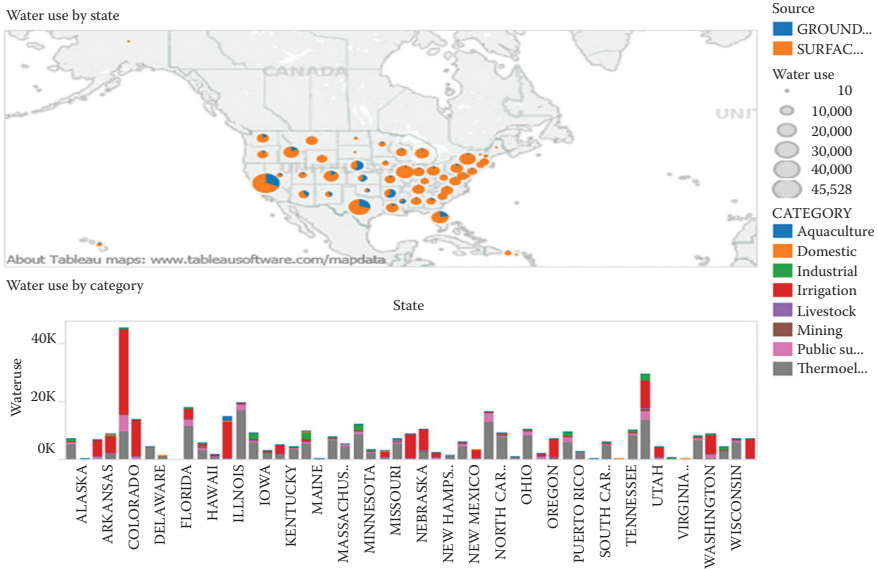 Water use by state
CANADA
UNIT
About Tableau maps: www.tableausoftware.com/mapdata
Source
GROUND...
SURFAC...
Water use
10
10,000
20,000
30,000
40,000
45,528
CATEGORY
Aquaculture
Domestic
Industrial
Irrigation
Livestock
Mining
Public su...
Thermoel...
Water use by category
State
Wateruse
40K
20K
0K
ALASKA
ARKANSAS
COLORADO
DELAWARE
FLORIDA
HAWAII
ILLNOIS
IOWA
KENTUCKY
MAINE
MASSACHUS..
MINNESOTA
MISSOURI
NEBRASKA
NEW HAMPS..
NEW MEXICO
NORTH CAR..
OHIO
OREGON
PUERTO RICO
SOUTH CAR..
TENNESSEE
UTAH
VIRGINIA..
WASHINGTON
WISCONSIN